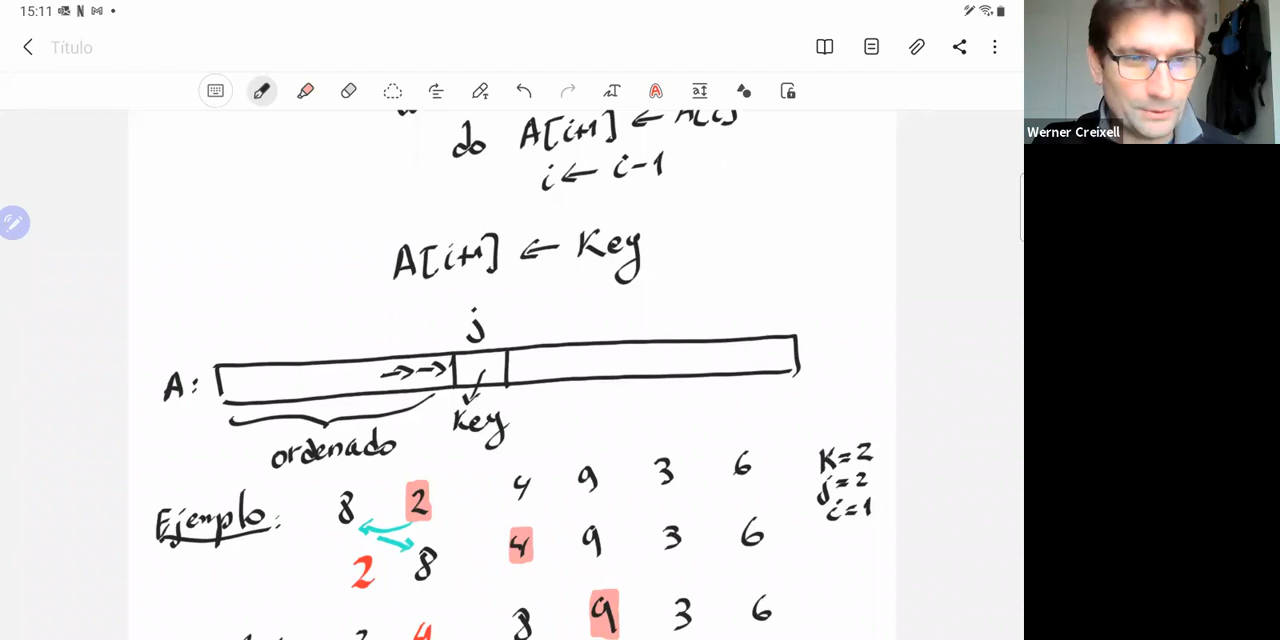 15:11
Título
do A[i+1] ← A[i]
i ← i-1
A[i+1] ← Key
j
A:
Key
ordenado
Ejemplo: 8 2 4 9 3 6
K=2
j=2
i=1
2 8 4 9 3 6
4 8 9 3 6
Werner Creixell